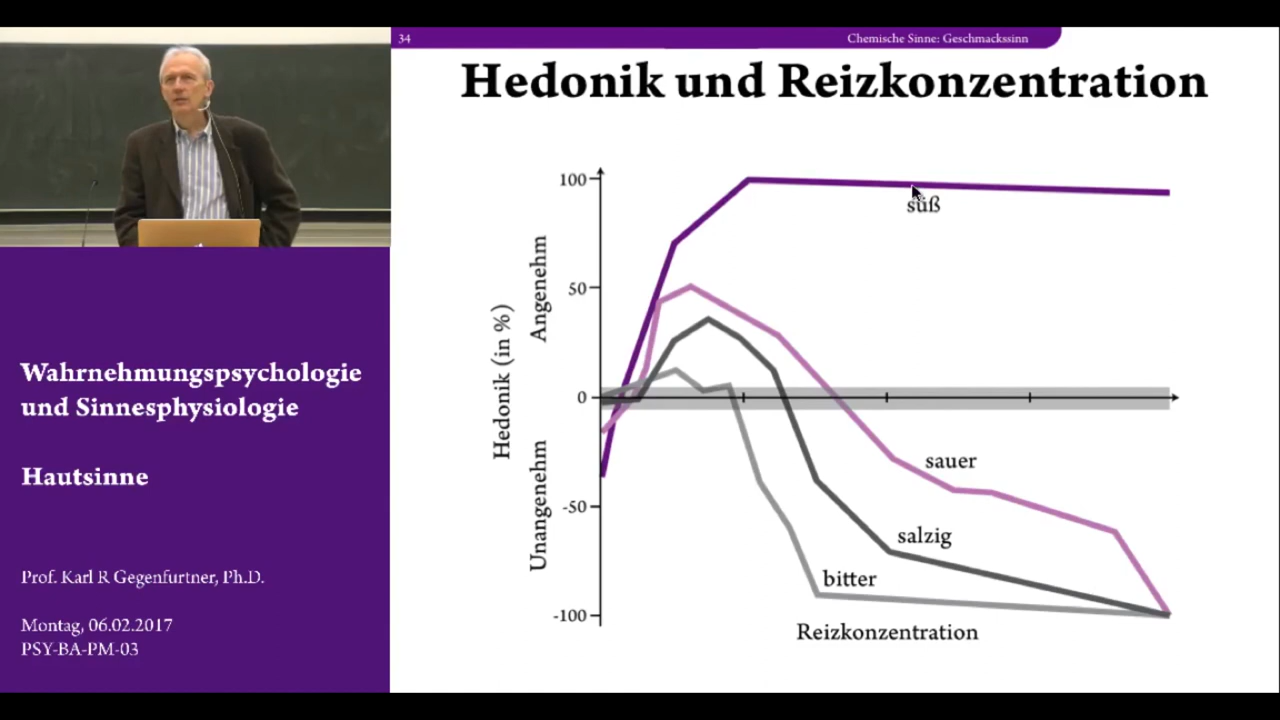 34
Chemische Sinne: Geschmackssinn
Hedonik und Reizkonzentration
Wahrnehmungspsychologie
und Sinnesphysiologie
Hautsinne
Prof. Karl R Gegenfurtner, Ph.D.
Montag, 06.02.2017
PSY-BA-PM-03
Hedonik (in %)
Angenehm
Unangenehm
100
50
0
-50
-100
süß
sauer
salzig
bitter
Reizkonzentration